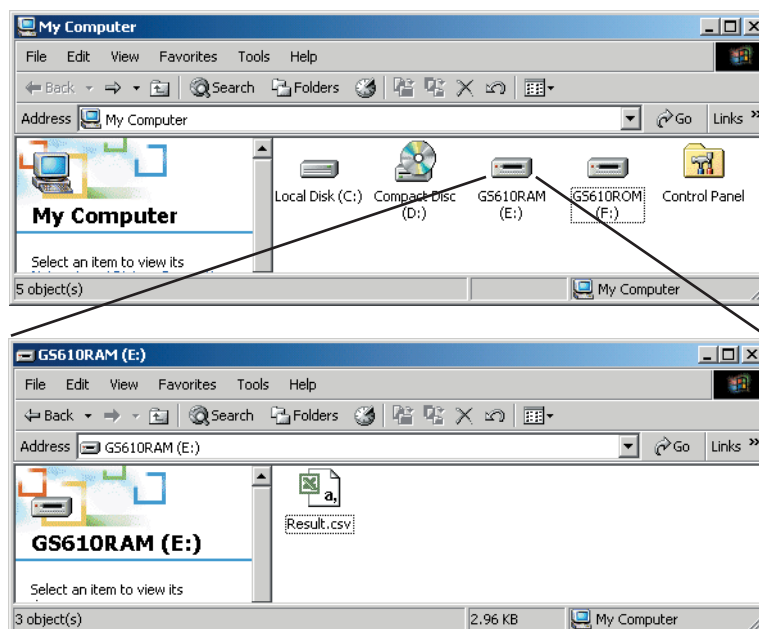 My Computer
File Edit View Favorites Tools Help
Back Search Folders
Address My Computer Go Links »
My Computer
Select an item to view its
Local Disk (C:) Compact Disc (D:) GS610RAM (E:) GS610ROM (F:) Control Panel
5 object(s) My Computer
GS610RAM (E:)
File Edit View Favorites Tools Help
Back Search Folders
Address GS610RAM (E:) Go Links »
GS610RAM (E:)
Select an item to view its
a,
Result.csv
3 object(s) 2.96 KB My Computer